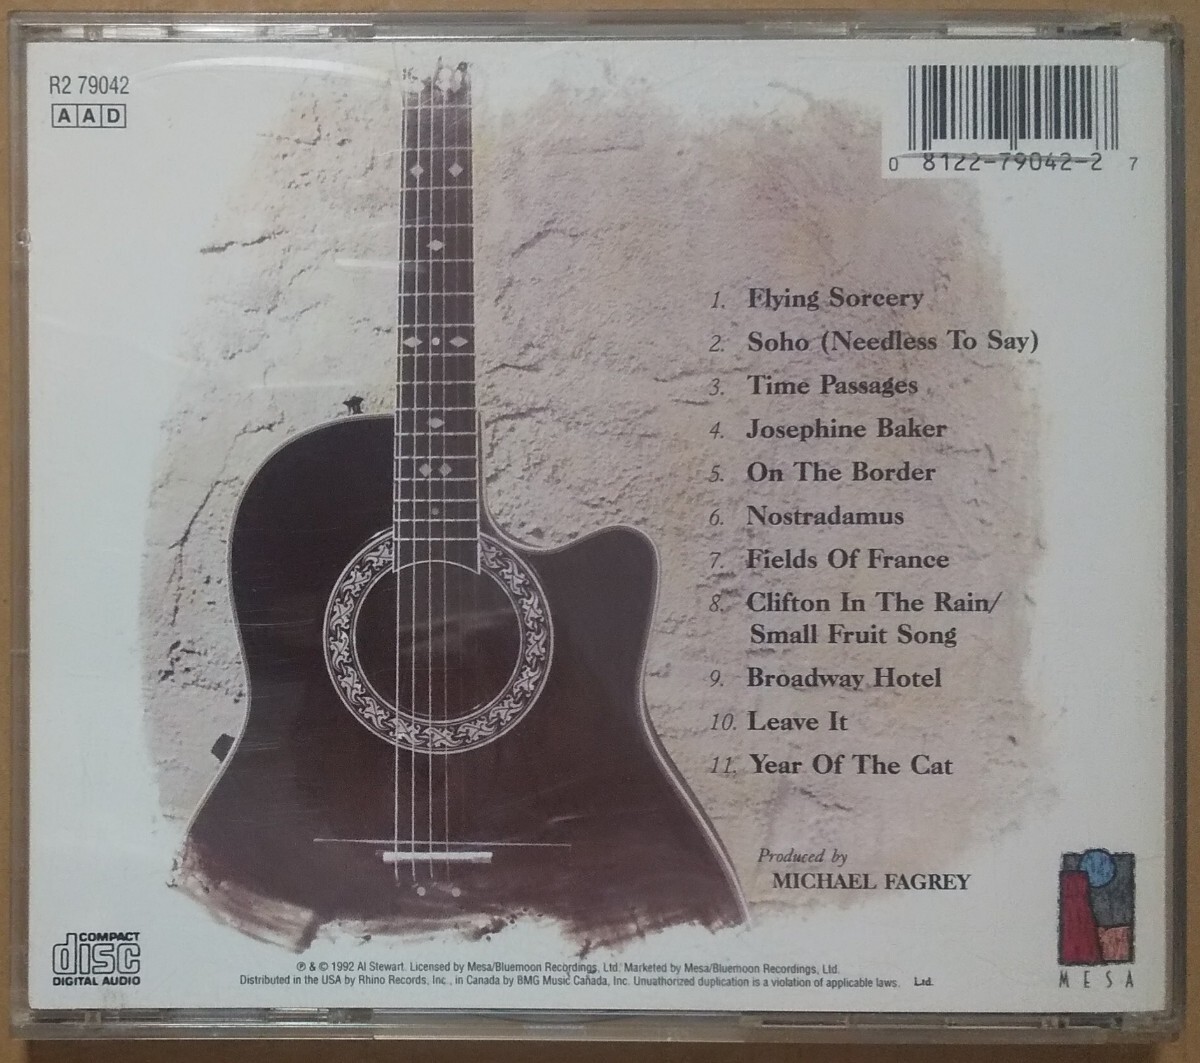 R2 79042
AAD
0 81227-79042-2 7
1. Flying Sorcery
2. Soho (Needless To Say)
3. Time Passages
4. Josephine Baker
5. On The Border
6. Nostradamus
7. Fields Of France
8. Clifton In The Rain/
Small Fruit Song
9. Broadway Hotel
10. Leave It
11. Year Of The Cat
Produced by
MICHAEL FAGREY
COMPACT
disc
DIGITAL AUDIO
℗ & © 1992 Al Stewart. Licensed by Mesa/Bluemoon Recordings, Ltd. Marketed by Mesa/Bluemoon Recordings, Ltd.
Distributed in the USA by Rhino Records, Inc., in Canada by BMG Music Canada, Inc. Unauthorized duplication is a violation of applicable laws. Ltd.
MESA